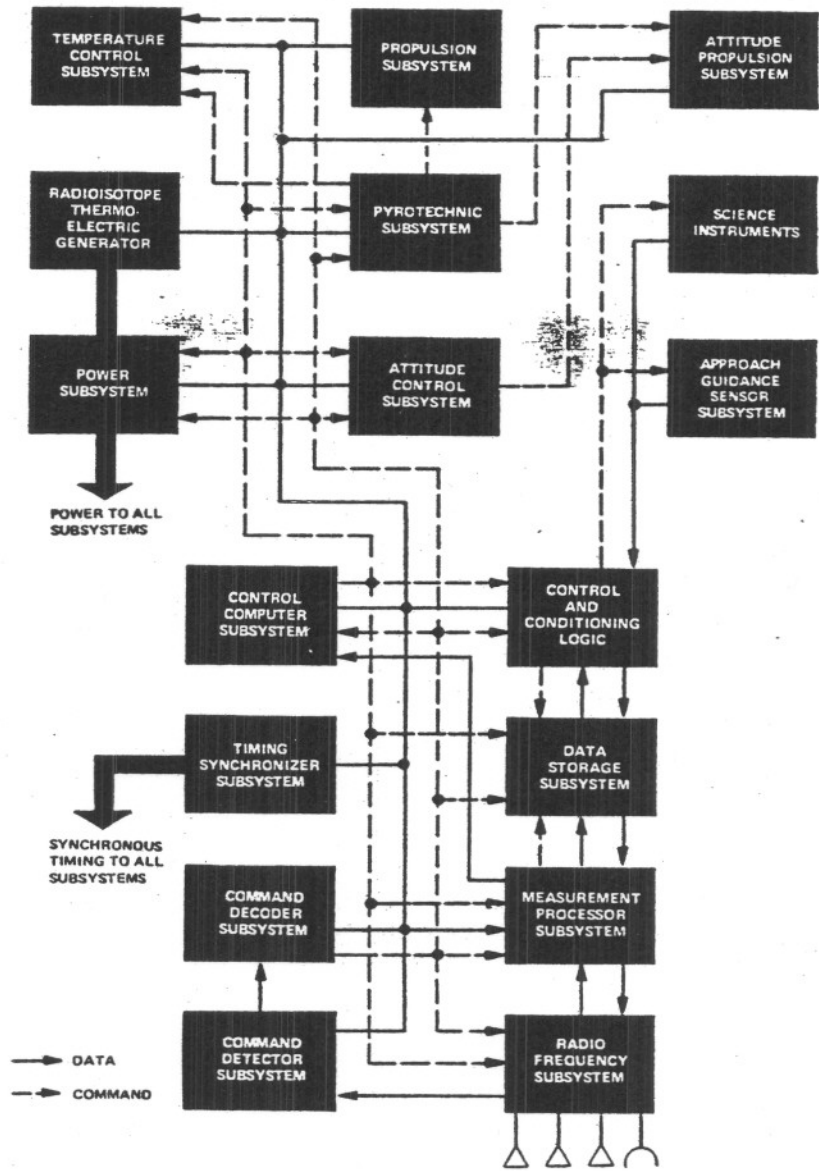 TEMPERATURE
CONTROL
SUBSYSTEM
PROPULSION
SUBSYSTEM
ATTITUDE
PROPULSION
SUBSYSTEM
RADIOISOTOPE
THERMO-
ELECTRIC
GENERATOR
PYROTECHNIC
SUBSYSTEM
SCIENCE
INSTRUMENTS
POWER
SUBSYSTEM
ATTITUDE
CONTROL
SUBSYSTEM
APPROACH
GUIDANCE
SENSOR
SUBSYSTEM
POWER TO ALL
SUBSYSTEMS
CONTROL
COMPUTER
SUBSYSTEM
CONTROL
AND
CONDITIONING
LOGIC
TIMING
SYNCHRONIZER
SUBSYSTEM
DATA
STORAGE
SUBSYSTEM
SYNCHRONOUS
TIMING TO ALL
SUBSYSTEMS
COMMAND
DECODER
SUBSYSTEM
MEASUREMENT
PROCESSOR
SUBSYSTEM
COMMAND
DETECTOR
SUBSYSTEM
RADIO
FREQUENCY
SUBSYSTEM
DATA
COMMAND